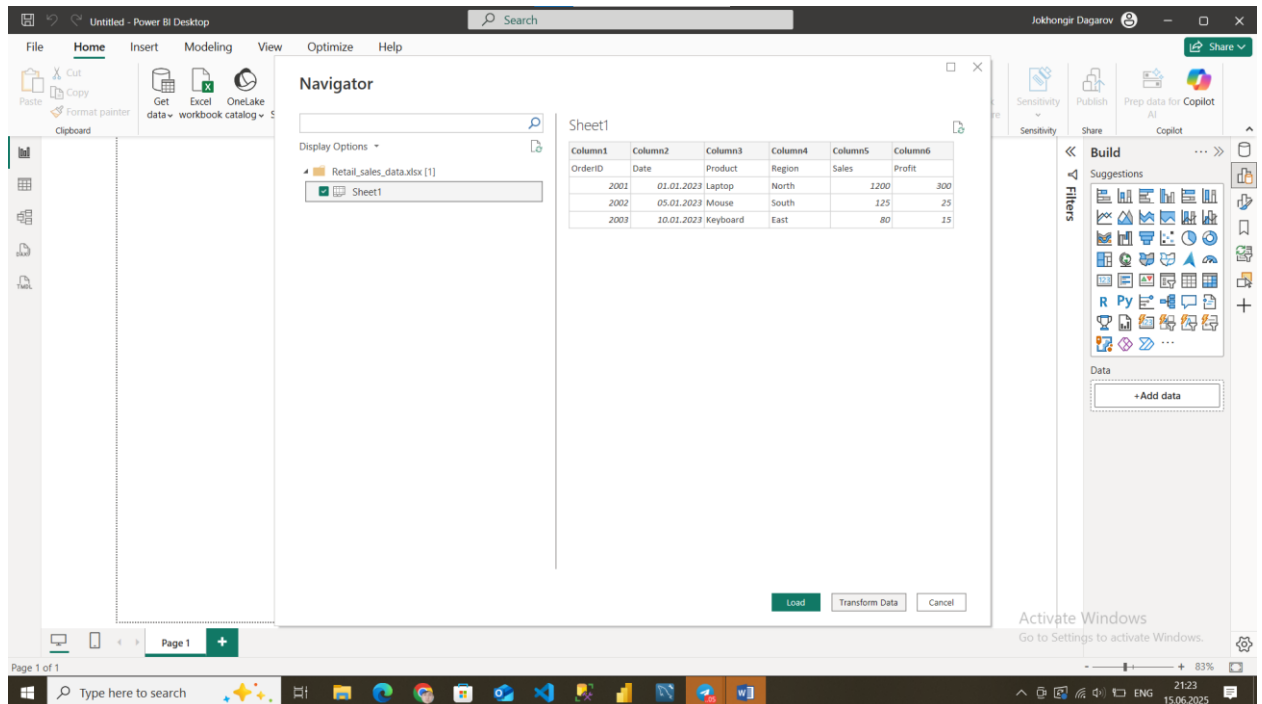 Untitled - Power BI Desktop
Search
Jokhongir Dagarov
File Home Insert Modeling View Optimize Help
Share
Paste
Cut
Copy
Format painter
Clipboard
Get data
Excel workbook
OneLake catalog
Sensitivity
Sensitivity
Publish
Share
Prep data for AI
Copilot
Copilot
Navigator
Display Options
Retail_sales_data.xlsx [1]
Sheet1
Sheet1
Column1 Column2 Column3 Column4 Column5 Column6
OrderID Date Product Region Sales Profit
2001 01.01.2023 Laptop North 1200 300
2002 05.01.2023 Mouse South 125 25
2003 10.01.2023 Keyboard East 80 15
Load Transform Data Cancel
Filters
Build
Suggestions
R Py
Data
+Add data
Activate Windows
Go to Settings to activate Windows.
Page 1
Page 1 of 1
83%
Type here to search
ENG
21:23
15.06.2025